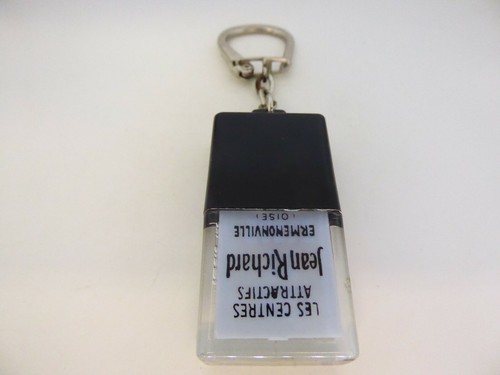 LES CENTRES
ATTRACTIFS
Jean Richard
ERMENONVILLE
(OISE)